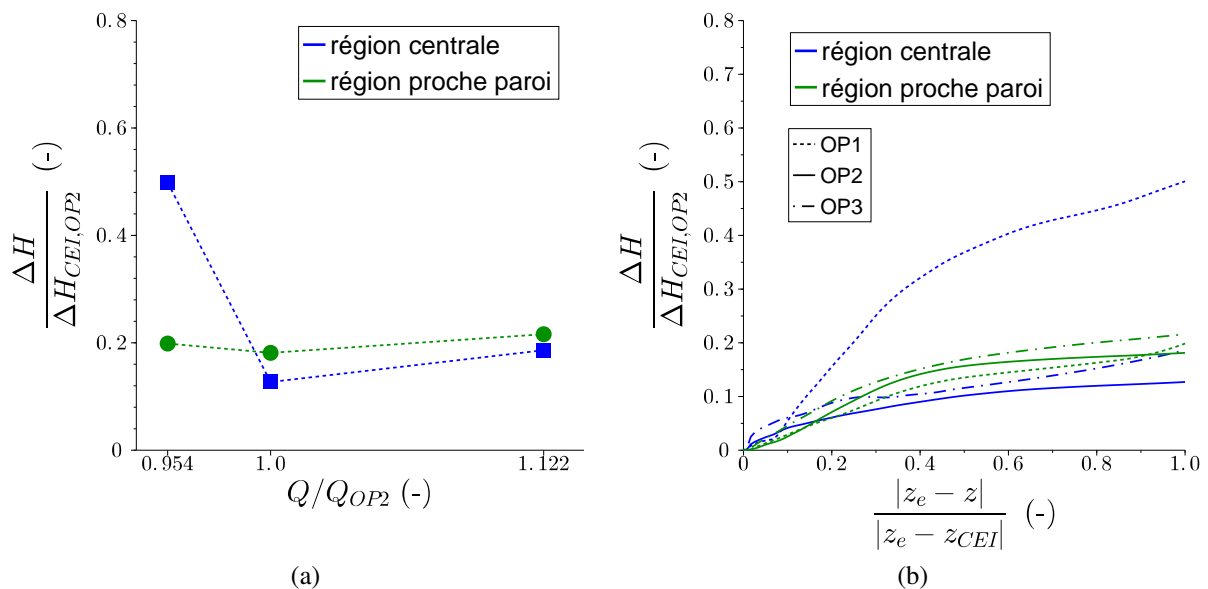 0.8
0.6
0.4
0.2
0
ΔH
ΔH_{CEI,OP2}
(-)
région centrale
région proche paroi
0.954
1.0
1.122
Q/Q_{OP2} (-)
(a)
0.8
0.7
0.6
0.5
0.4
0.3
0.2
0.1
0
ΔH
ΔH_{CEI,OP2}
(-)
région centrale
région proche paroi
OP1
OP2
OP3
0
0.2
0.4
0.6
0.8
1.0
|z_e − z|
|z_e − z_{CEI}|
(-)
(b)